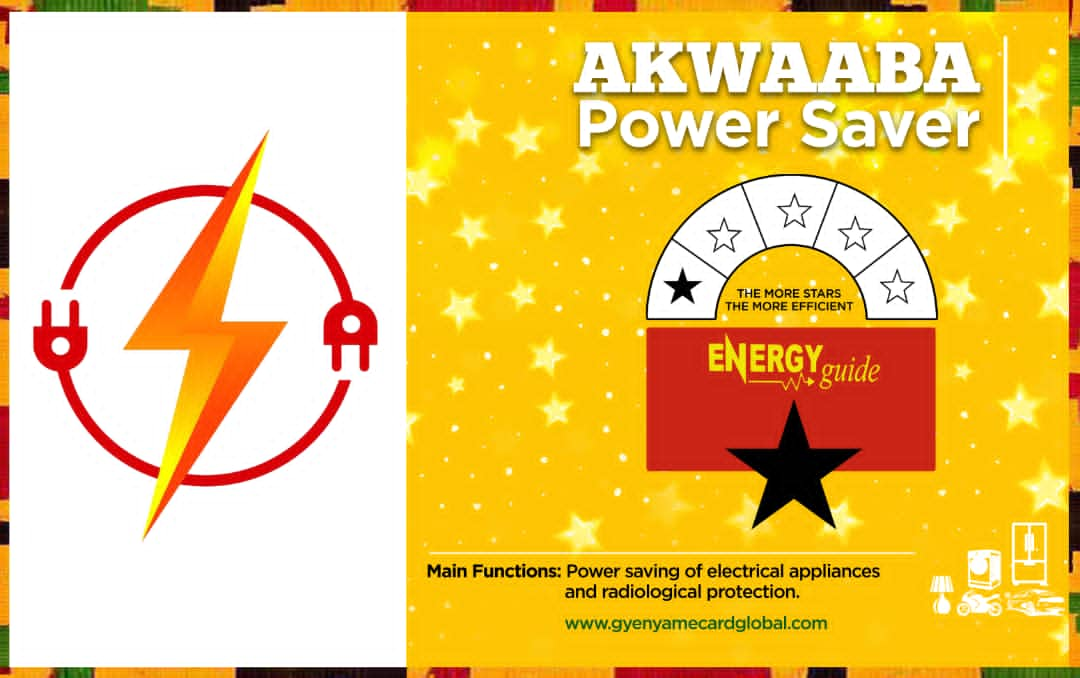 AKWAABA
Power Saver
THE MORE STARS
THE MORE EFFICIENT
ENERGY guide
Main Functions: Power saving of electrical appliances
and radiological protection.
www.gyenyamecardglobal.com